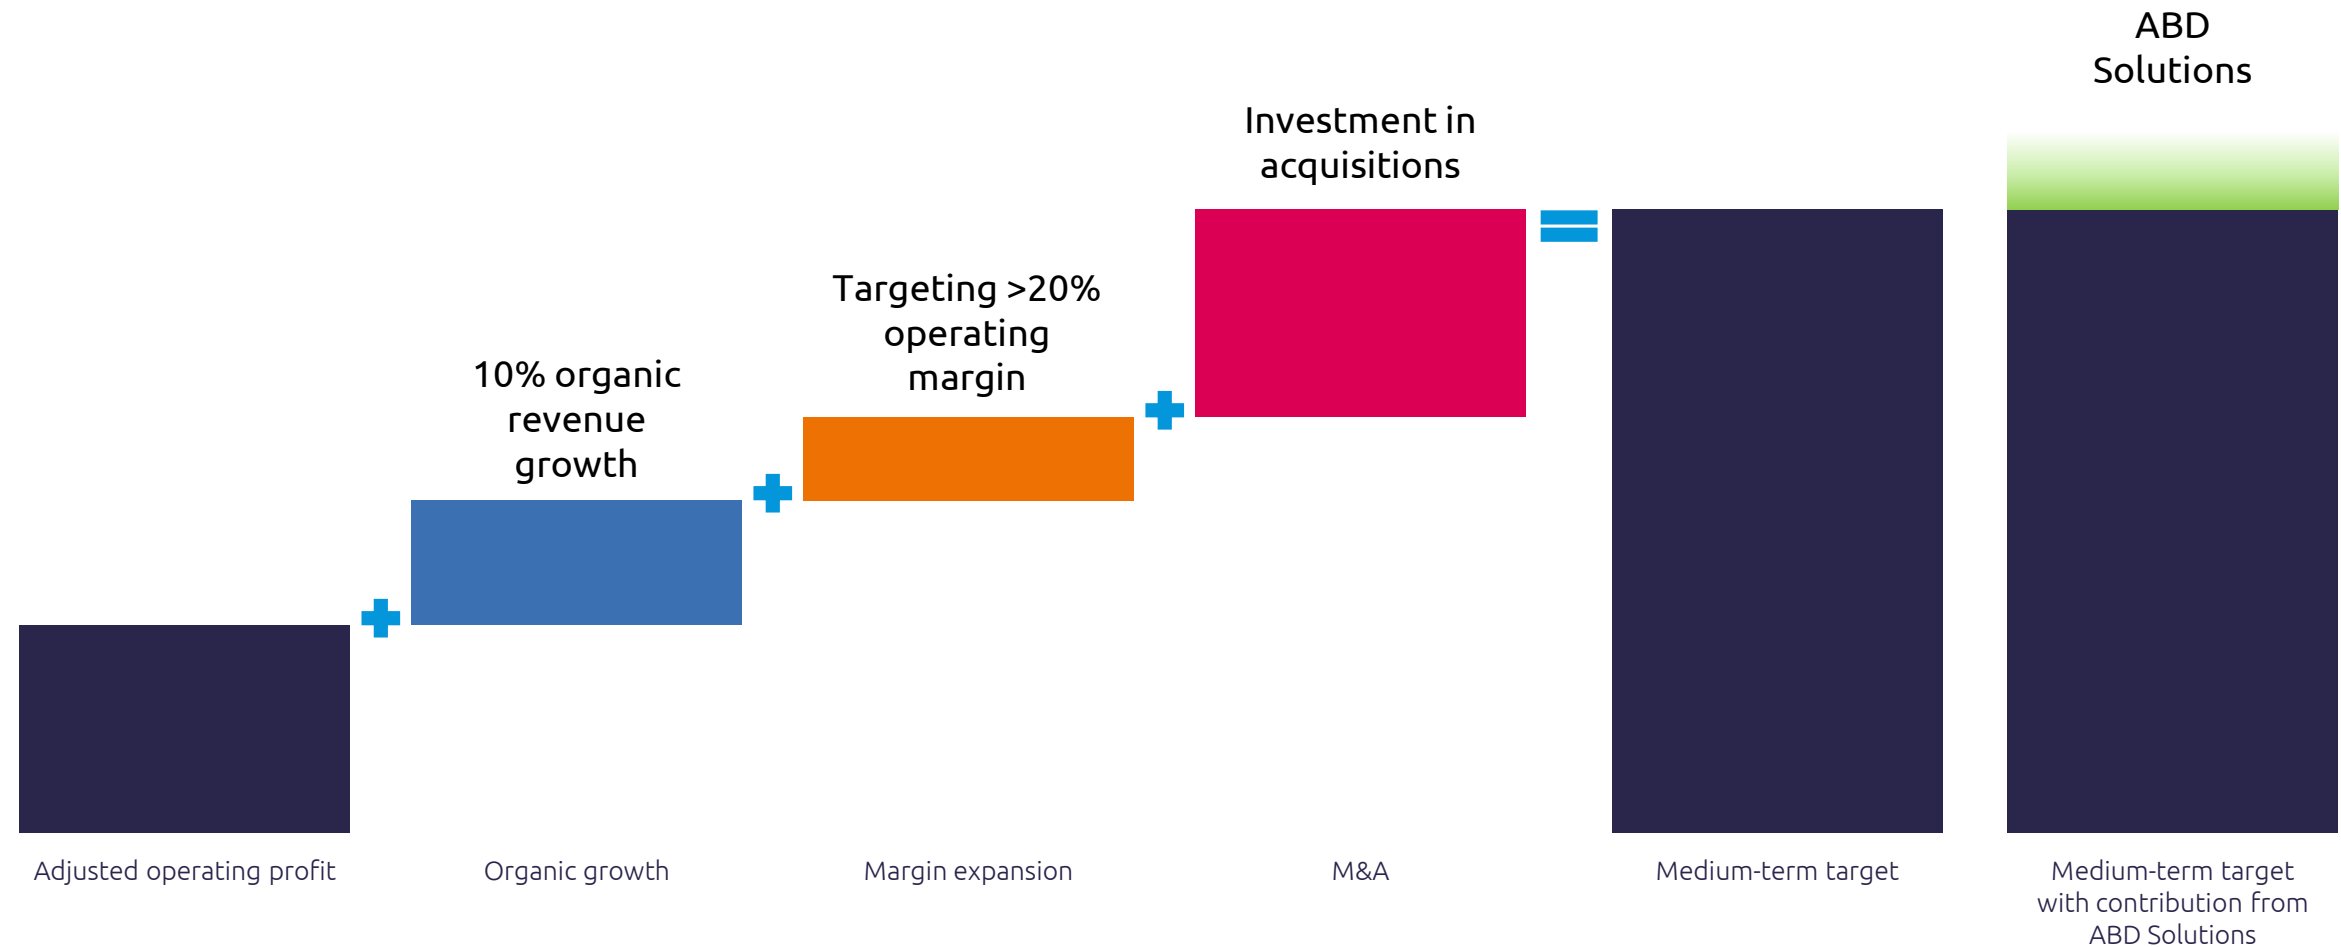 ABD
Solutions
Investment in
acquisitions
Targeting >20%
operating
margin
10% organic
revenue
growth
Adjusted operating profit
Organic growth
Margin expansion
M&A
Medium-term target
Medium-term target
with contribution from
ABD Solutions